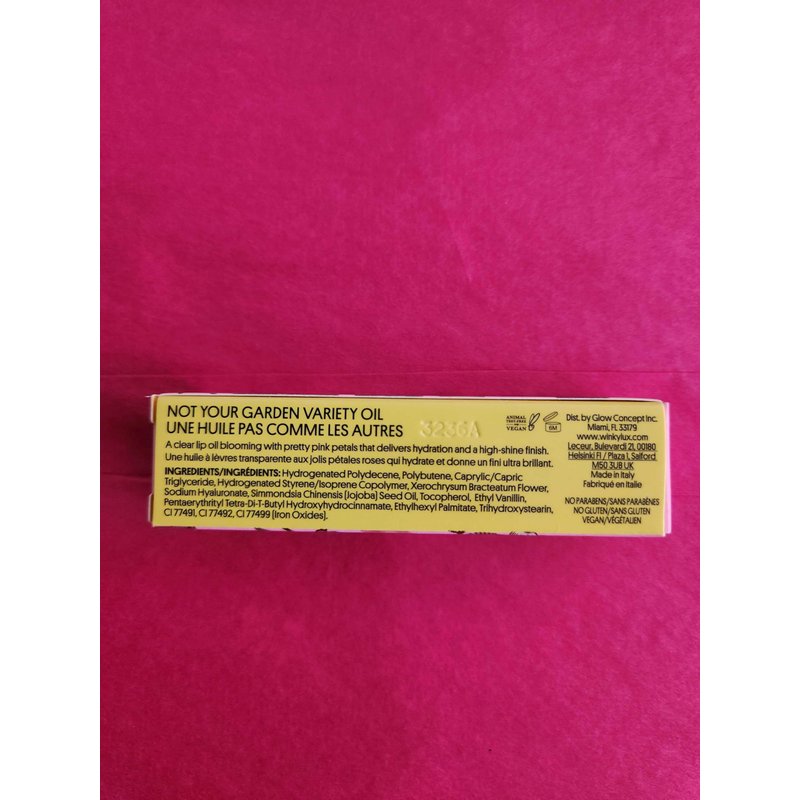 NOT YOUR GARDEN VARIETY OIL
UNE HUILE PAS COMME LES AUTRES
3236A
A clear lip oil blooming with pretty pink petals that delivers hydration and a high-shine finish.
Une huile à lèvres transparente aux jolis pétales roses qui hydrate et donne un fini ultra brillant.
INGREDIENTS/INGRÉDIENTS: Hydrogenated Polydecene, Polybutene, Caprylic/Capric
Triglyceride, Hydrogenated Styrene/Isoprene Copolymer, Xerochrysum Bracteatum Flower,
Sodium Hyaluronate, Simmondsia Chinensis (Jojoba) Seed Oil, Tocopherol, Ethyl Vanillin,
Pentaerythrityl Tetra-Di-T-Butyl Hydroxyhydrocinnamate, Ethylhexyl Palmitate, Trihydroxystearin,
CI 77491, CI 77492, CI 77499 (Iron Oxides).
ANIMAL
TEST FREE
VEGAN
6M
Dist. by Glow Concept Inc.
Miami, FL 33179
www.winkylux.com
Leceur, Bulevardi 21, 00180
Helsinki FI / Plaza 1, Salford
M50 3UB UK
Made in Italy
Fabriqué en Italie
NO PARABENS/SANS PARABÈNES
NO GLUTEN/SANS GLUTEN
VEGAN/VÉGÉTALIEN